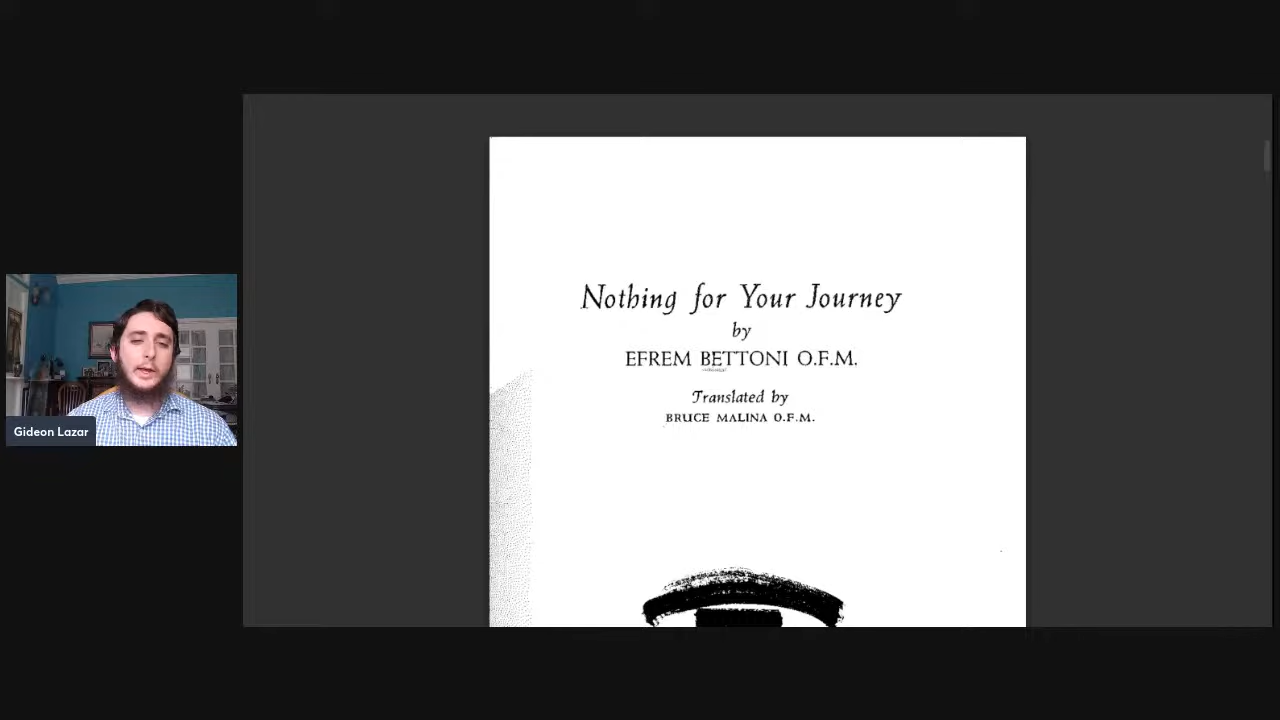 Nothing for Your Journey
by
EFREM BETTONI O.F.M.
Translated by
BRUCE MALINA O.F.M.
Gideon Lazar